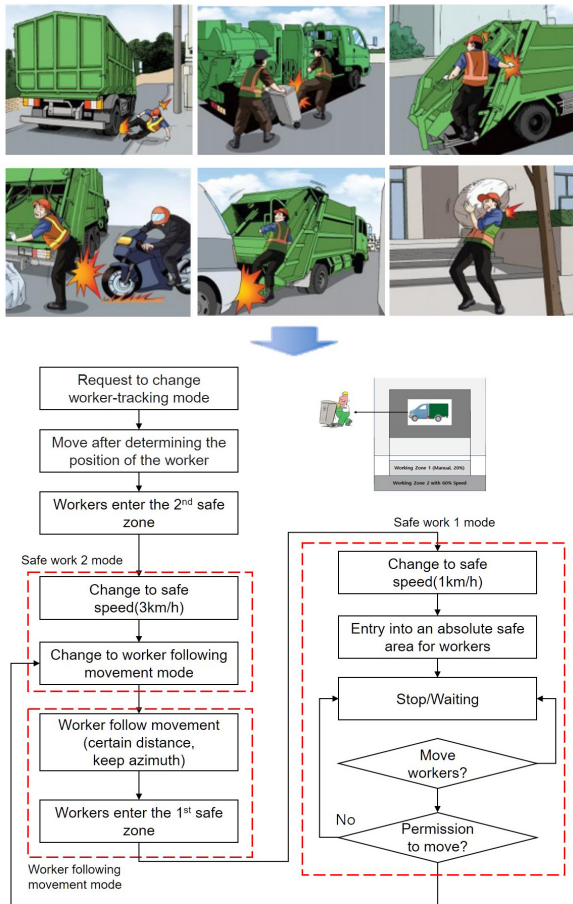 Request to change
worker-tracking mode
Move after determining the
position of the worker
Workers enter the 2nd safe
zone
Safe work 2 mode
Change to safe
speed(3km/h)
Change to worker following
movement mode
Worker follow movement
(certain distance,
keep azimuth)
Workers enter the 1st safe
zone
Worker following
movement mode
Working Zone 1 (Manual, 20%)
Working Zone 2 with 60% Speed
Safe work 1 mode
Change to safe
speed(1km/h)
Entry into an absolute safe
area for workers
Stop/Waiting
Move
workers?
No
Permission
to move?